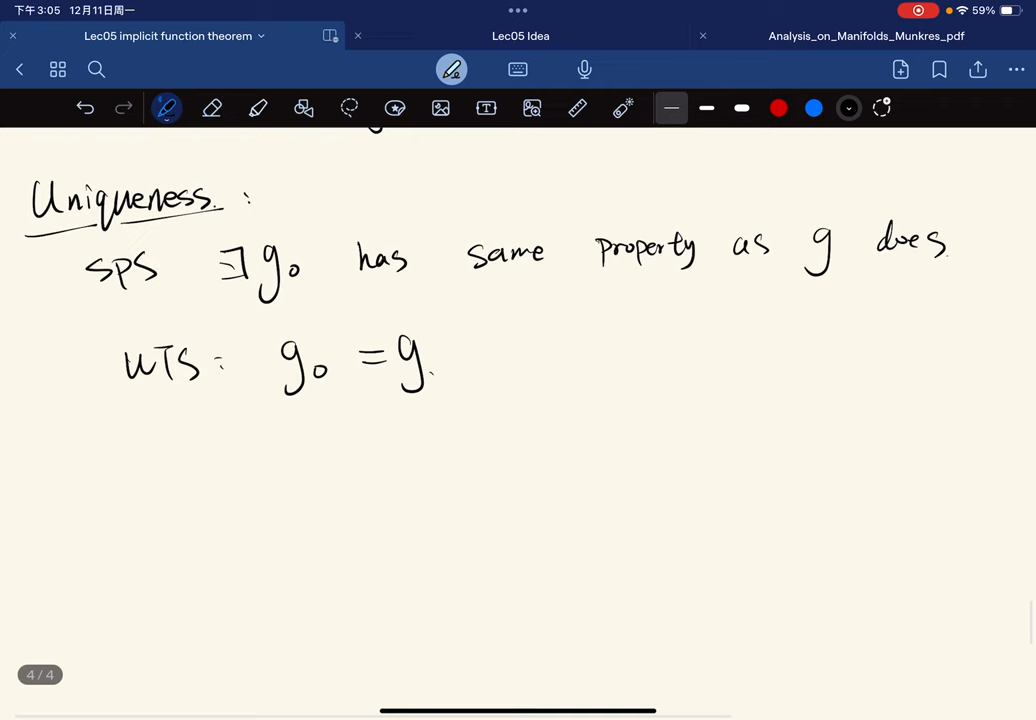 下午3:05 12月11日周一
59%
Lec05 implicit function theorem
Lec05 Idea
Analysis_on_Manifolds_Munkres_pdf
Uniqueness :
sps ∃ g₀ has same property as g does.
WTS: g₀ = g.
4 / 4